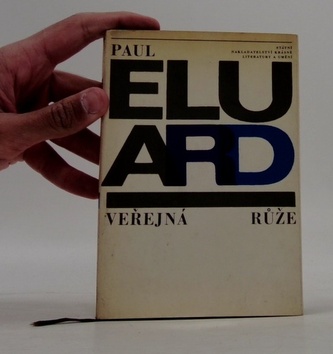 PAUL
STÁTNÍ
NAKLADATELSTVÍ KRÁSNÉ
LITERATURY A UMĚNÍ
ELU
ARD
VEŘEJNÁ RŮŽE